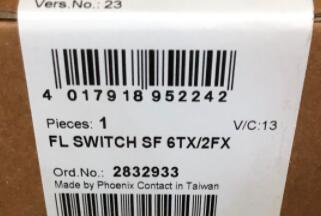 Vers.No.: 23
4 017918 952242
Pieces: 1 V/C:13
FL SWITCH SF 6TX/2FX
Ord.No.: 2832933
Made by Phoenix Contact in Taiwan